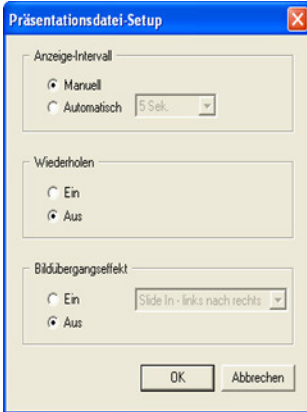 Präsentationsdatei-Setup
Anzeige-Intervall
Manuell
Automatisch 5 Sek.
Wiederholen
Ein
Aus
Bildübergangseffekt
Ein Slide In - links nach rechts
Aus
OK Abbrechen